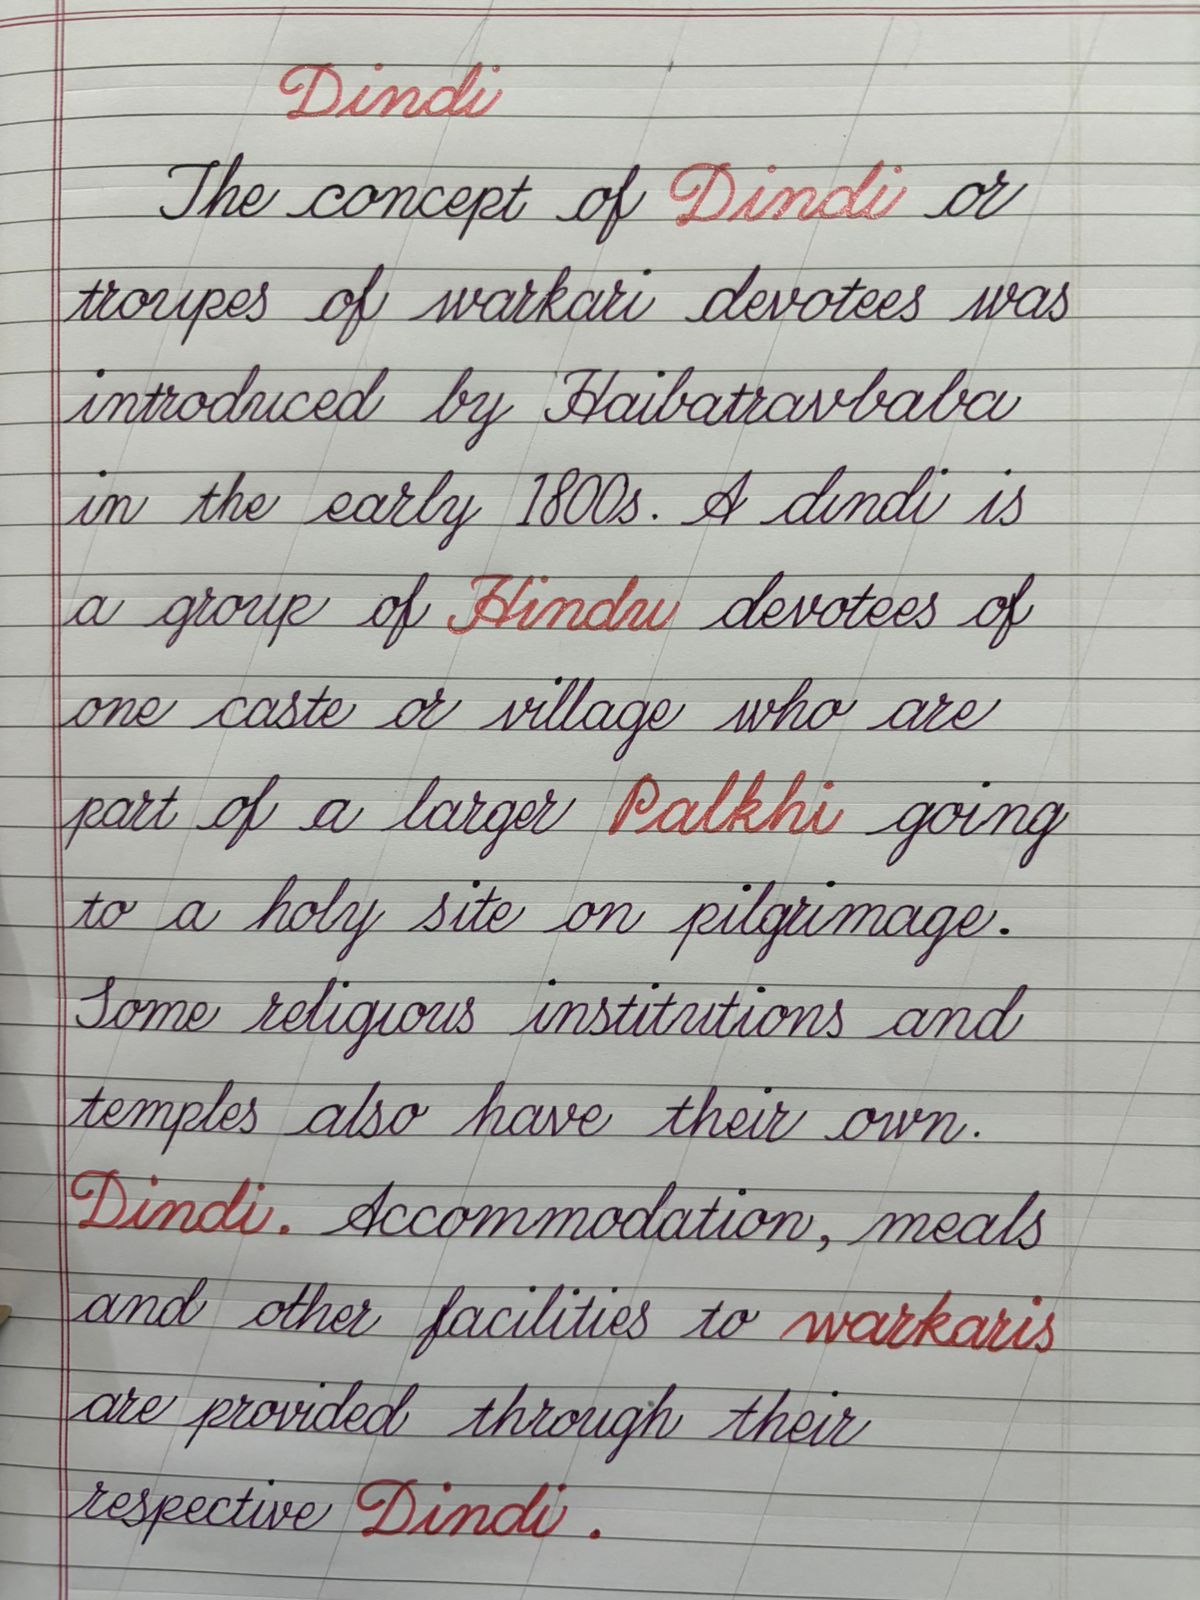 Dindi
The concept of Dindi or
troupes of warkari devotees was
introduced by Haibatravbaba
in the early 1800s. A dindi is
a group of Hindu devotees of
one caste or village who are
part of a larger Palkhi going
to a holy site on pilgrimage.
Some religious institutions and
temples also have their own.
Dindi. Accommodation, meals
and other facilities to warkaris
are provided through their
respective Dindi.